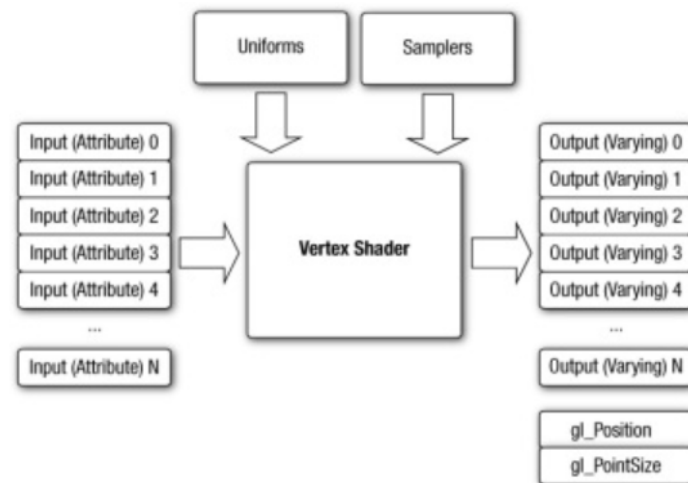 Uniforms
Samplers
Input (Attribute) 0
Input (Attribute) 1
Input (Attribute) 2
Input (Attribute) 3
Input (Attribute) 4
...
Input (Attribute) N
Vertex Shader
Output (Varying) 0
Output (Varying) 1
Output (Varying) 2
Output (Varying) 3
Output (Varying) 4
...
Output (Varying) N
gl_Position
gl_PointSize